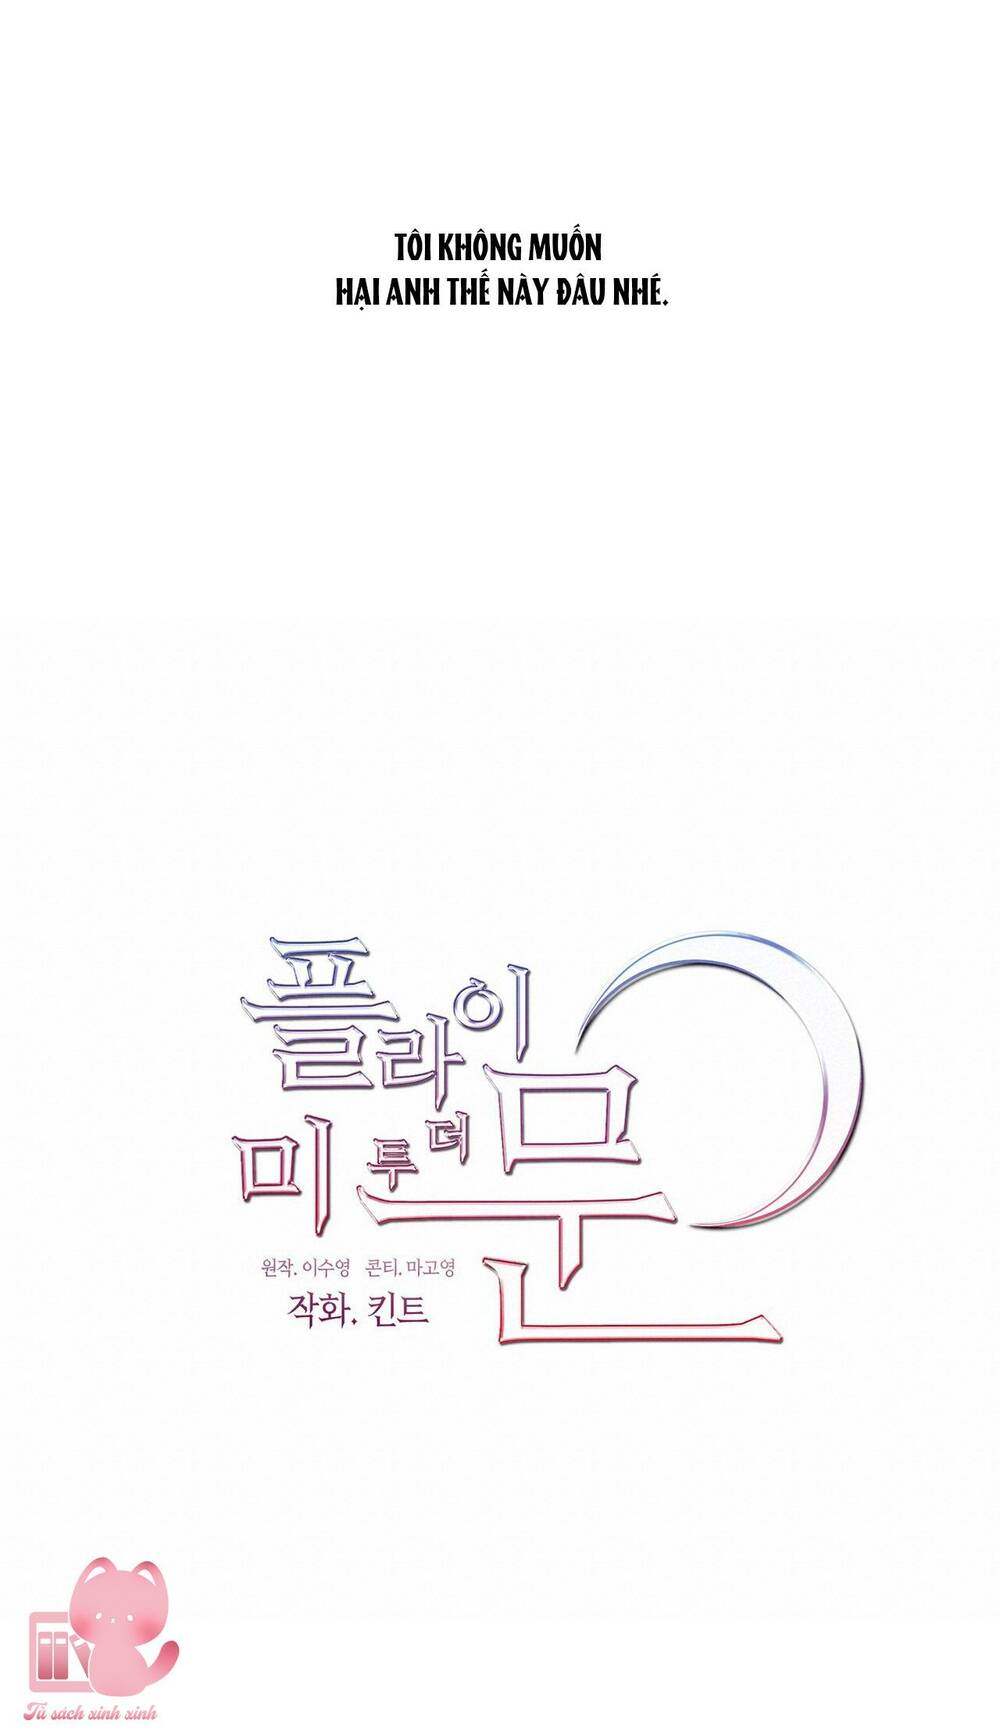 TÔI KHÔNG MUỐN
HẠI ANH THẾ NÀY ĐÂU NHÉ.
플라이
미 투 더 문
원작. 이수영 콘티. 마고영
작화. 킨트
Tủ sách xinh xinh